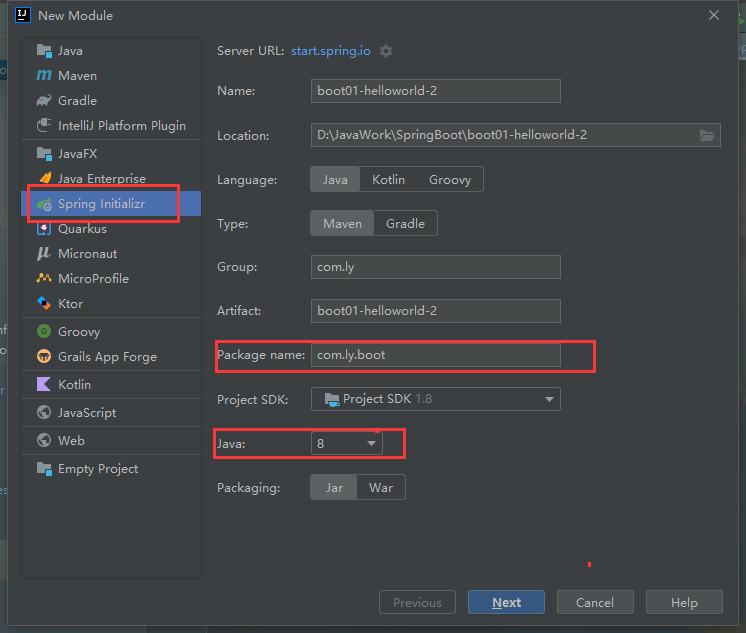 New Module
Java
Maven
Gradle
IntelliJ Platform Plugin
JavaFX
Java Enterprise
Spring Initializr
Quarkus
Micronaut
MicroProfile
Ktor
Groovy
Grails App Forge
Kotlin
JavaScript
Web
Empty Project
Server URL: start.spring.io
Name: boot01-helloworld-2
Location: D:\JavaWork\SpringBoot\boot01-helloworld-2
Language: Java Kotlin Groovy
Type: Maven Gradle
Group: com.ly
Artifact: boot01-helloworld-2
Package name: com.ly.boot
Project SDK: Project SDK 1.8
Java: 8
Packaging: Jar War
Previous Next Cancel Help